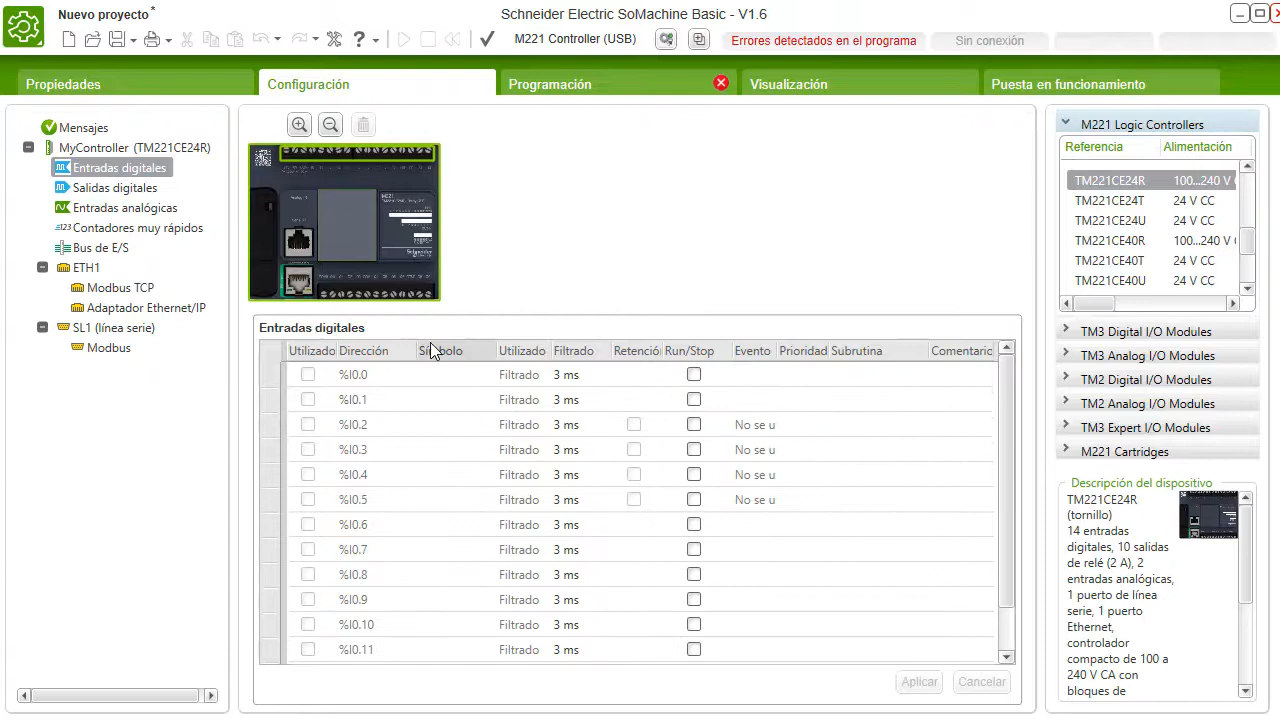 Nuevo proyecto *
Schneider Electric SoMachine Basic - V1.6
M221 Controller (USB)
Errores detectados en el programa
Sin conexión
Propiedades
Configuración
Programación
Visualización
Puesta en funcionamiento
Mensajes
MyController (TM221CE24R)
Entradas digitales
Salidas digitales
Entradas analógicas
Contadores muy rápidos
Bus de E/S
ETH1
Modbus TCP
Adaptador Ethernet/IP
SL1 (línea serie)
Modbus
Entradas digitales
Utilizado Dirección Símbolo Utilizado Filtrado Retención Run/Stop Evento Prioridad Subrutina Comentario
%I0.0 Filtrado 3 ms
%I0.1 Filtrado 3 ms
%I0.2 Filtrado 3 ms No se u
%I0.3 Filtrado 3 ms No se u
%I0.4 Filtrado 3 ms No se u
%I0.5 Filtrado 3 ms No se u
%I0.6 Filtrado 3 ms
%I0.7 Filtrado 3 ms
%I0.8 Filtrado 3 ms
%I0.9 Filtrado 3 ms
%I0.10 Filtrado 3 ms
%I0.11 Filtrado 3 ms
Aplicar Cancelar
M221 Logic Controllers
Referencia Alimentación
TM221CE24R 100...240 V
TM221CE24T 24 V CC
TM221CE24U 24 V CC
TM221CE40R 100...240 V
TM221CE40T 24 V CC
TM221CE40U 24 V CC
TM3 Digital I/O Modules
TM3 Analog I/O Modules
TM2 Digital I/O Modules
TM2 Analog I/O Modules
TM3 Expert I/O Modules
M221 Cartridges
Descripción del dispositivo
TM221CE24R
(tornillo)
14 entradas
digitales, 10 salidas
de relé (2 A), 2
entradas analógicas,
1 puerto de línea
serie, 1 puerto
Ethernet,
controlador
compacto de 100 a
240 V CA con
bloques de